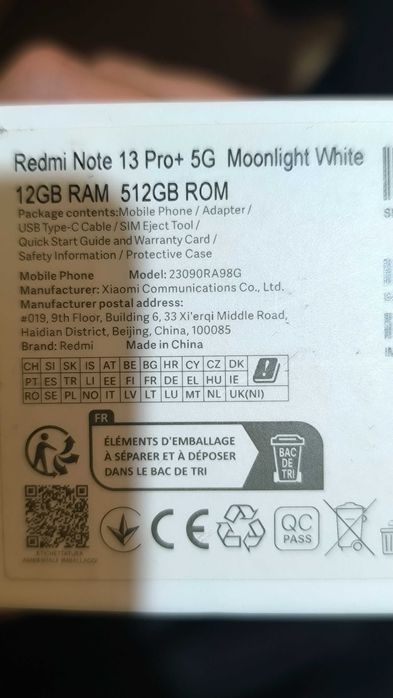 Redmi Note 13 Pro+ 5G Moonlight White
12GB RAM 512GB ROM
Package contents:Mobile Phone / Adapter /
USB Type-C Cable / SIM Eject Tool /
Quick Start Guide and Warranty Card /
Safety Information / Protective Case
Mobile Phone Model: 23090RA98G
Manufacturer: Xiaomi Communications Co., Ltd.
Manufacturer postal address:
#019, 9th Floor, Building 6, 33 Xi'erqi Middle Road,
Haidian District, Beijing, China, 100085
Brand: Redmi Made in China
CH SI SK IS AT BE BG HR CY CZ DK
PT ES TR LI EE FI FR DE EL HU IE
RO SE PL NO IT LV LT LU MT NL UK(NI)
FR
ÉLÉMENTS D'EMBALLAGE
À SÉPARER ET À DÉPOSER
DANS LE BAC DE TRI
BAC
DE
TRI
CE
QC
PASS
ETICHETTATURA
AMBIENTALE IMBALLAGGI